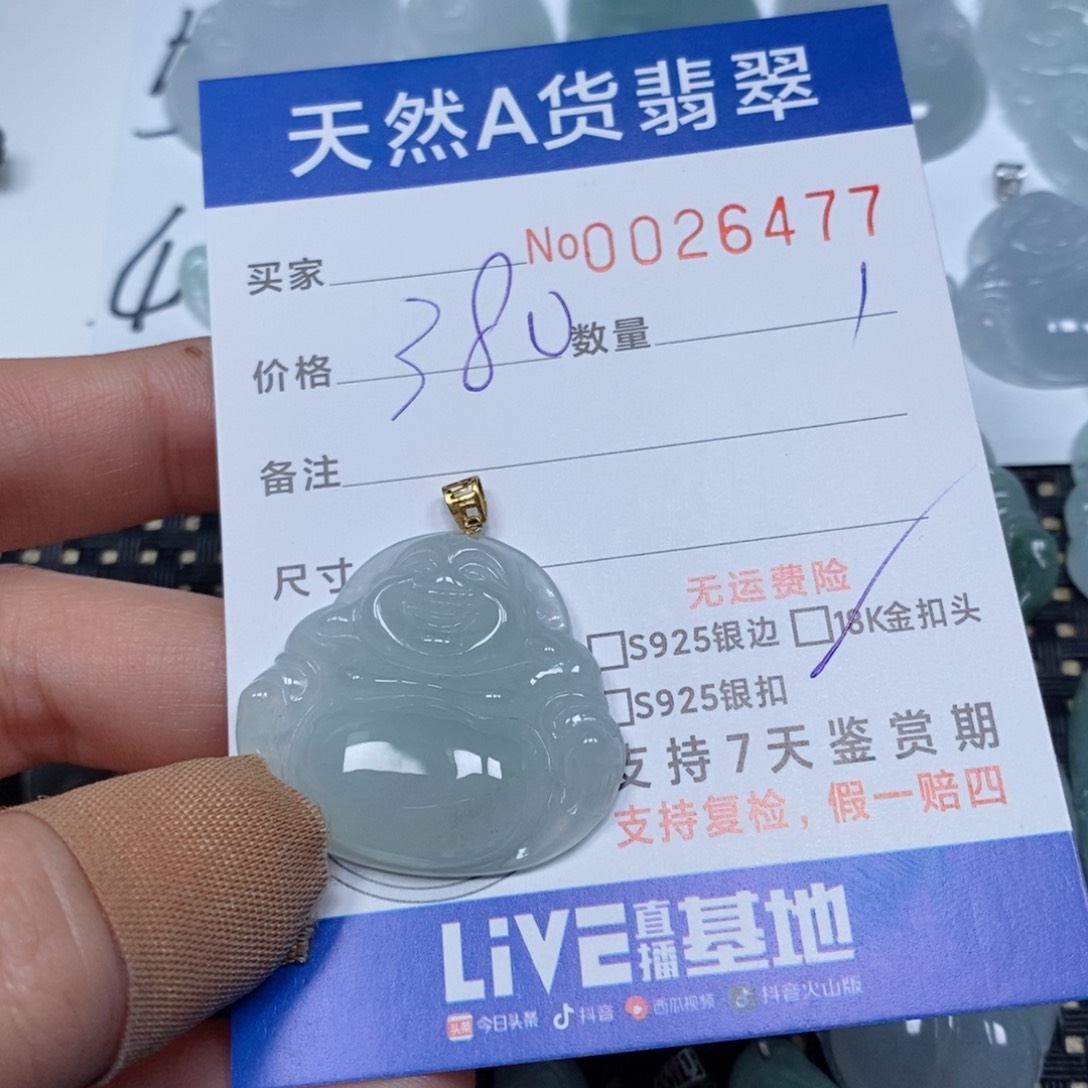 天然A货翡翠
No0026477
买家
价格 380 数量 1
备注
尺寸
无运费险
S925银边 18K金扣头
S925银扣
支持7天鉴赏期
支持复检，假一赔四
LiVE直播基地
头条 今日头条 抖音 西瓜视频 抖音火山版
4